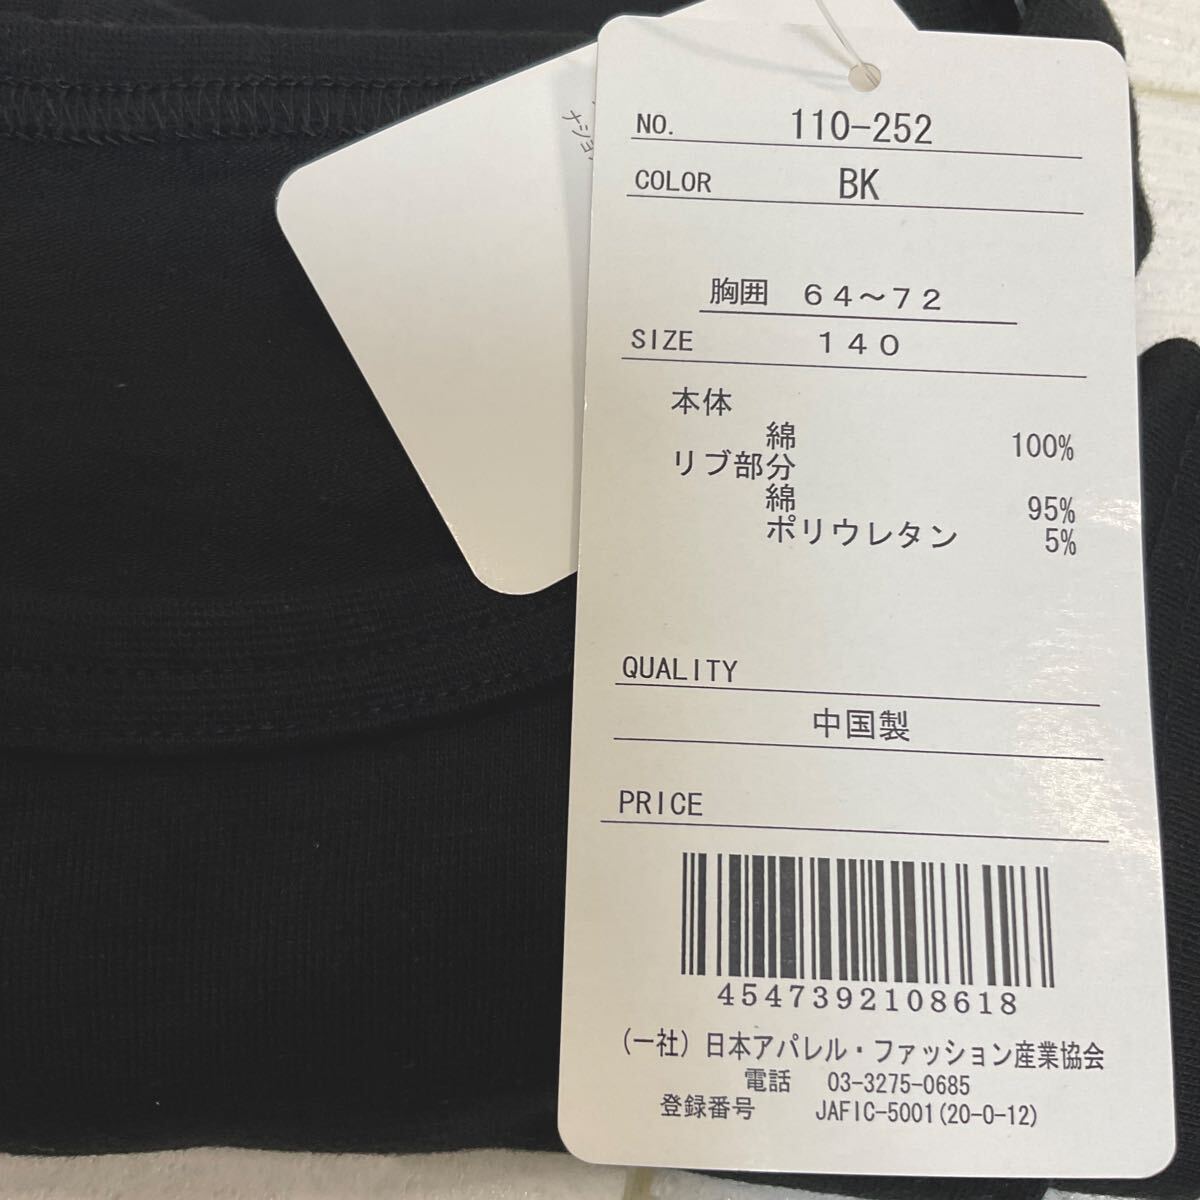 ナショ
NO. 110-252
COLOR BK
胸囲 64～72
SIZE 140
本体
綿 100%
リブ部分
綿 95%
ポリウレタン 5%
QUALITY
中国製
PRICE
4547392108618
(一社)日本アパレル・ファッション産業協会
電話 03-3275-0685
登録番号 JAFIC-5001(20-0-12)